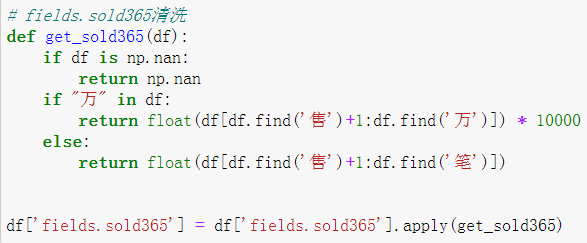 # fields.sold365清洗
def get_sold365(df):
    if df is np.nan:
        return np.nan
    if "万" in df:
        return float(df[df.find('售')+1:df.find('万')]) * 10000
    else:
        return float(df[df.find('售')+1:df.find('笔')])
df['fields.sold365'] = df['fields.sold365'].apply(get_sold365)